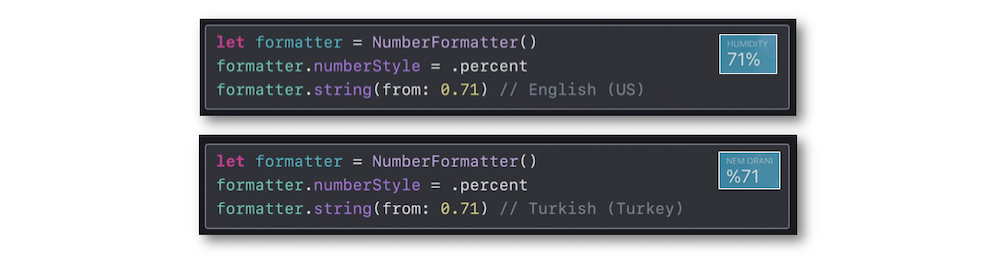 let formatter = NumberFormatter()
formatter.numberStyle = .percent
formatter.string(from: 0.71) // English (US)
HUMIDITY
71%
let formatter = NumberFormatter()
formatter.numberStyle = .percent
formatter.string(from: 0.71) // Turkish (Turkey)
NEM ORANI
%71